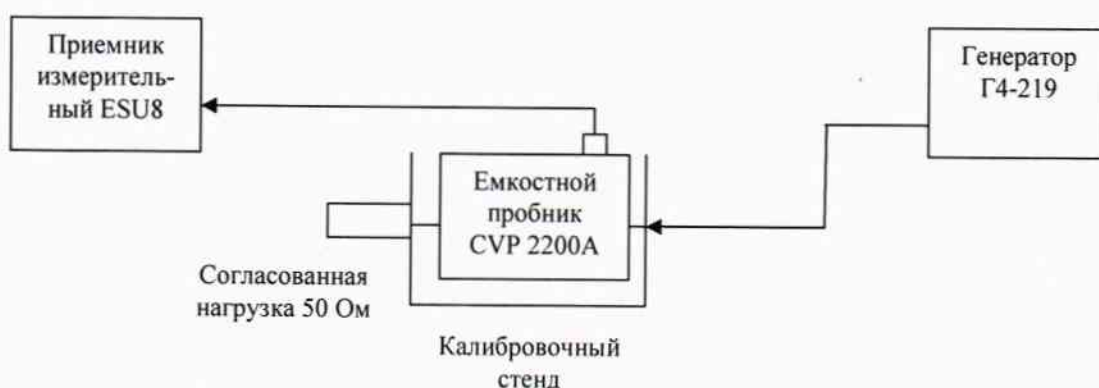 Приемник
измеритель-
ный ESU8
Генератор
Г4-219
Емкостной
пробник
CVP 2200A
Согласованная
нагрузка 50 Ом
Калибровочный
стенд